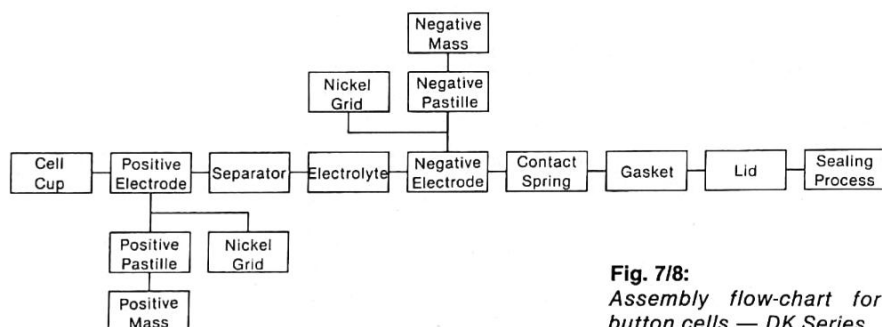 Negative
Mass
Nickel
Grid
Negative
Pastille
Cell
Cup
Positive
Electrode
Separator
Electrolyte
Negative
Electrode
Contact
Spring
Gasket
Lid
Sealing
Process
Positive
Pastille
Nickel
Grid
Positive
Mass
Fig. 7/8:
Assembly flow-chart for
button cells — DK Series